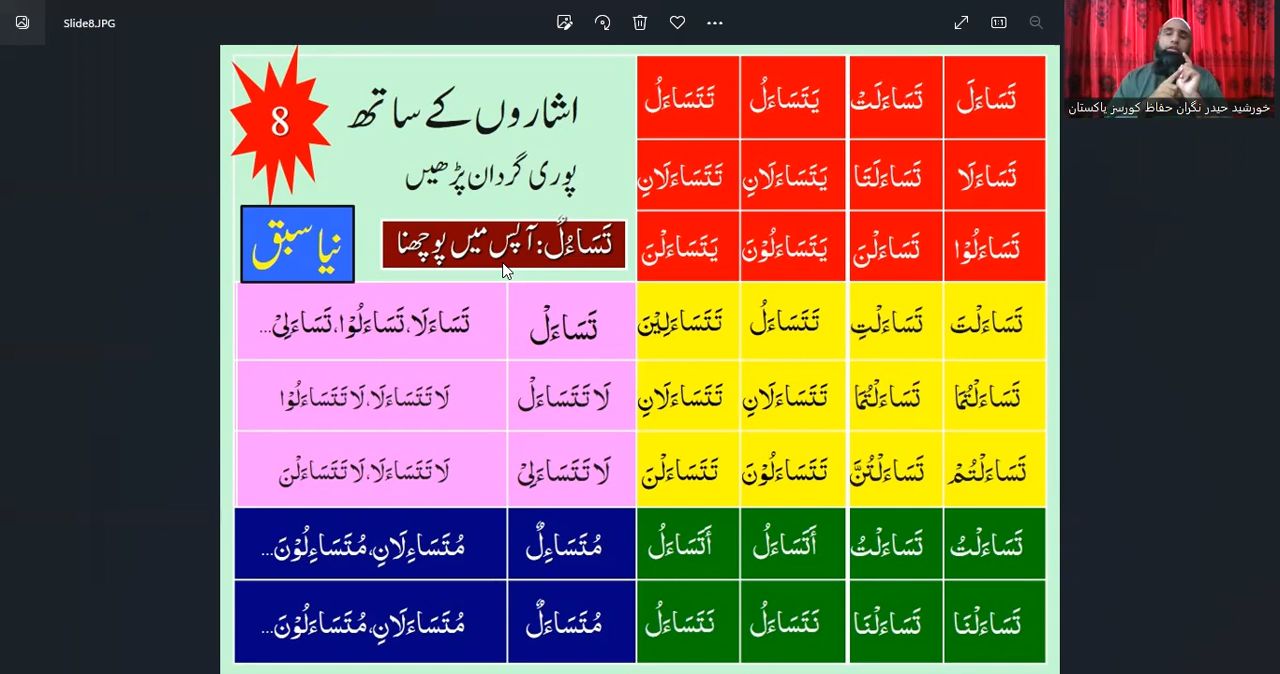 Slide8.JPG
خورشید حیدر نگران حفاظ کورسز پاکستان
8
اشاروں کے ساتھ
پوری گردان پڑھیں
نیا سبق
تَسَاءُلٌ: آپس میں پوچھنا
تَسَاءَلَ تَسَاءَلَتْ يَتَسَاءَلُ تَتَسَاءَلُ
تَسَاءَلَا تَسَاءَلَتَا يَتَسَاءَلَانِ تَتَسَاءَلَانِ
تَسَاءَلُوْا تَسَاءَلْنَ يَتَسَاءَلُوْنَ يَتَسَاءَلْنَ
تَسَاءَلْتَ تَسَاءَلْتِ تَتَسَاءَلُ تَتَسَاءَلِيْنَ تَسَاءَلْ تَسَاءَلَا، تَسَاءَلُوْا، تَسَاءَلِيْ...
تَسَاءَلْتُمَا تَسَاءَلْتُمَا تَتَسَاءَلَانِ تَتَسَاءَلَانِ لَا تَتَسَاءَلْ لَا تَتَسَاءَلَا، لَا تَتَسَاءَلُوْا
تَسَاءَلْتُمْ تَسَاءَلْتُنَّ تَتَسَاءَلُوْنَ تَتَسَاءَلْنَ لَا تَتَسَاءَلِيْ لَا تَتَسَاءَلَا، لَا تَتَسَاءَلْنَ
تَسَاءَلْتُ تَسَاءَلْتُ أَتَسَاءَلُ أَتَسَاءَلُ مُتَسَاءِلٌ مُتَسَاءِلَانِ، مُتَسَاءِلُوْنَ...
تَسَاءَلْنَا تَسَاءَلْنَا نَتَسَاءَلُ نَتَسَاءَلُ مُتَسَاءَلٌ مُتَسَاءَلَانِ، مُتَسَاءَلُوْنَ...